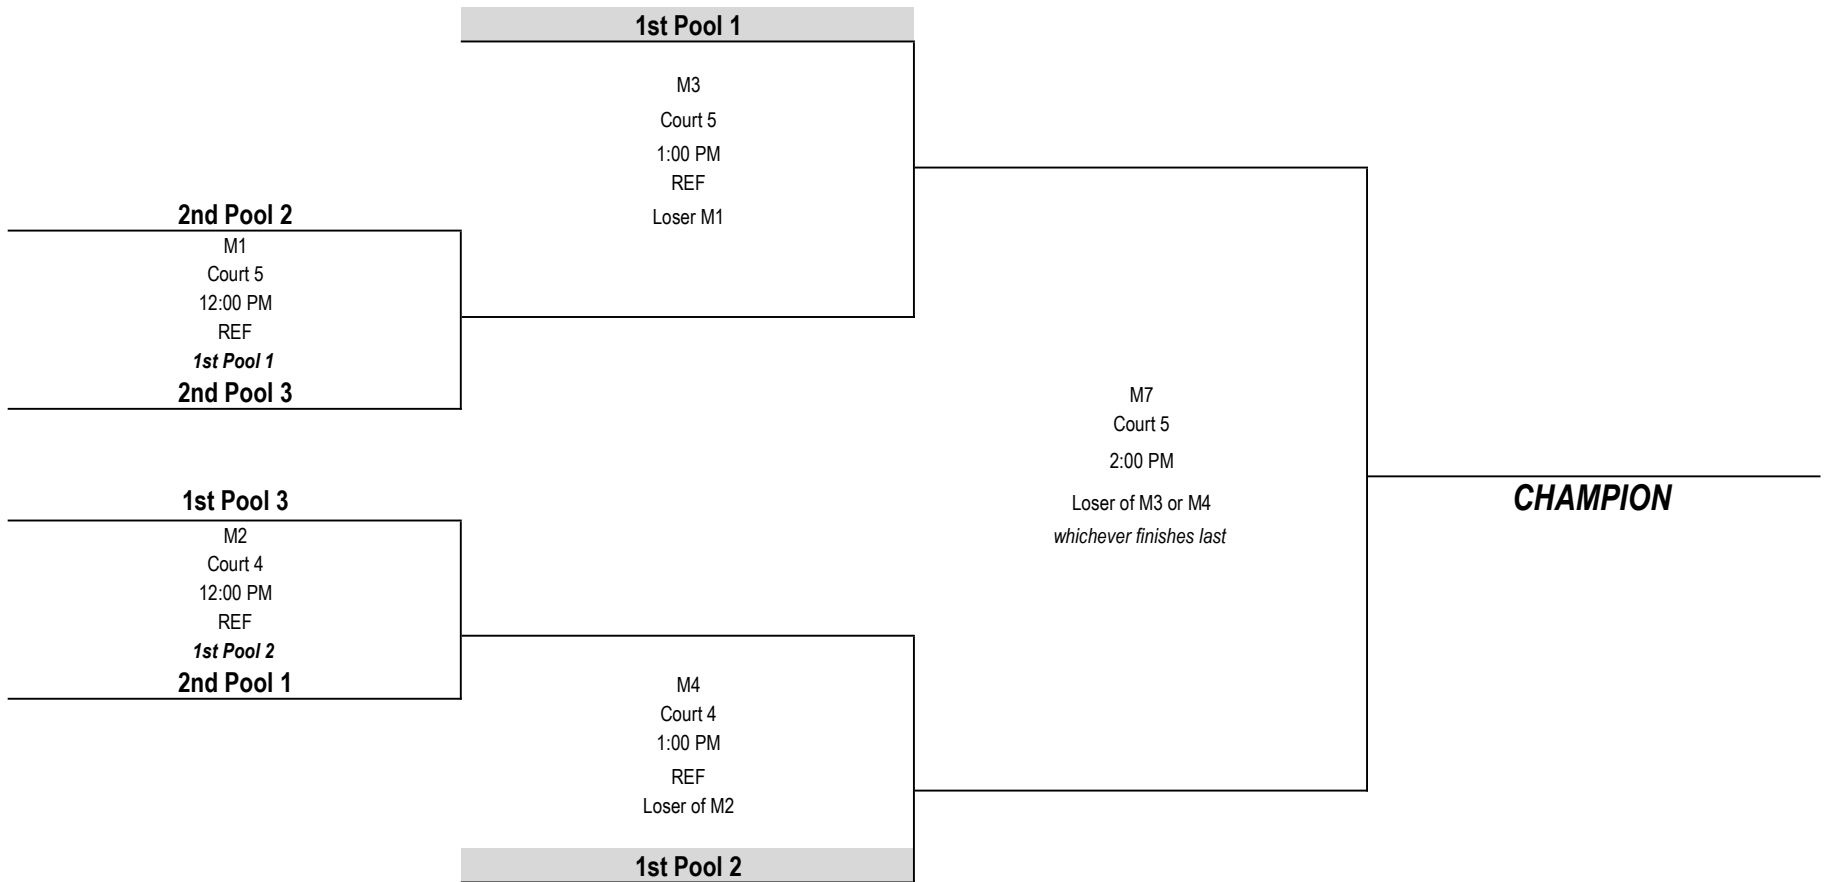 1st Pool 1
M3
Court 5
1:00 PM
REF
Loser M1
2nd Pool 2
M1
Court 5
12:00 PM
REF
1st Pool 1
2nd Pool 3
M7
Court 5
2:00 PM
Loser of M3 or M4
whichever finishes last
CHAMPION
1st Pool 3
M2
Court 4
12:00 PM
REF
1st Pool 2
2nd Pool 1
M4
Court 4
1:00 PM
REF
Loser of M2
1st Pool 2